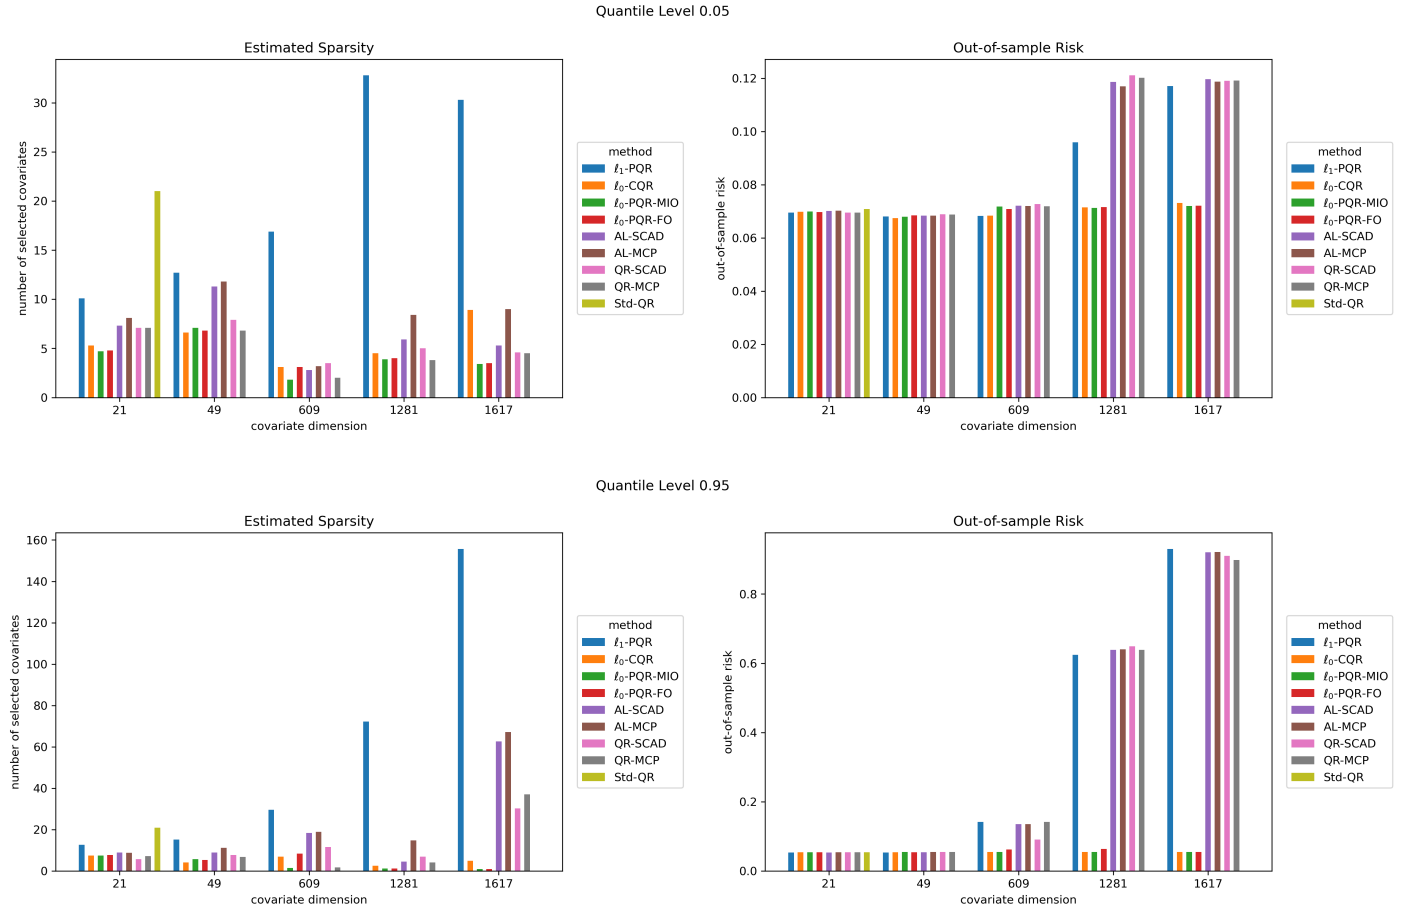 Quantile Level 0.05
Estimated Sparsity
number of selected covariates
30
25
20
15
10
5
0
21 49 609 1281 1617
covariate dimension
method
ℓ1-PQR
ℓ0-CQR
ℓ0-PQR-MIO
ℓ0-PQR-FO
AL-SCAD
AL-MCP
QR-SCAD
QR-MCP
Std-QR
Out-of-sample Risk
out-of-sample risk
0.12
0.10
0.08
0.06
0.04
0.02
0.00
21 49 609 1281 1617
covariate dimension
method
ℓ1-PQR
ℓ0-CQR
ℓ0-PQR-MIO
ℓ0-PQR-FO
AL-SCAD
AL-MCP
QR-SCAD
QR-MCP
Std-QR
Quantile Level 0.95
Estimated Sparsity
number of selected covariates
160
140
120
100
80
60
40
20
0
21 49 609 1281 1617
covariate dimension
method
ℓ1-PQR
ℓ0-CQR
ℓ0-PQR-MIO
ℓ0-PQR-FO
AL-SCAD
AL-MCP
QR-SCAD
QR-MCP
Std-QR
Out-of-sample Risk
out-of-sample risk
0.8
0.6
0.4
0.2
0.0
21 49 609 1281 1617
covariate dimension
method
ℓ1-PQR
ℓ0-CQR
ℓ0-PQR-MIO
ℓ0-PQR-FO
AL-SCAD
AL-MCP
QR-SCAD
QR-MCP
Std-QR